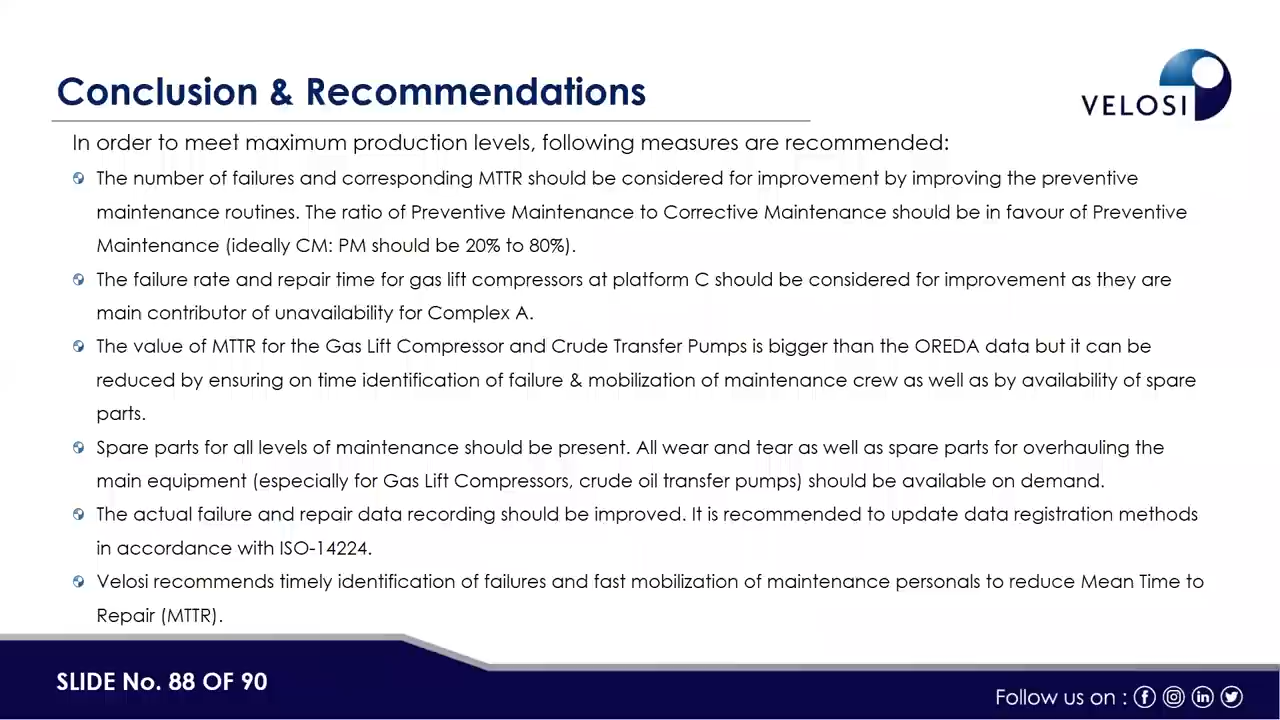 Conclusion & Recommendations
VELOSI
In order to meet maximum production levels, following measures are recommended:
The number of failures and corresponding MTTR should be considered for improvement by improving the preventive
maintenance routines. The ratio of Preventive Maintenance to Corrective Maintenance should be in favour of Preventive
Maintenance (ideally CM: PM should be 20% to 80%).
The failure rate and repair time for gas lift compressors at platform C should be considered for improvement as they are
main contributor of unavailability for Complex A.
The value of MTTR for the Gas Lift Compressor and Crude Transfer Pumps is bigger than the OREDA data but it can be
reduced by ensuring on time identification of failure & mobilization of maintenance crew as well as by availability of spare
parts.
Spare parts for all levels of maintenance should be present. All wear and tear as well as spare parts for overhauling the
main equipment (especially for Gas Lift Compressors, crude oil transfer pumps) should be available on demand.
The actual failure and repair data recording should be improved. It is recommended to update data registration methods
in accordance with ISO-14224.
Velosi recommends timely identification of failures and fast mobilization of maintenance personals to reduce Mean Time to
Repair (MTTR).
SLIDE No. 88 OF 90
Follow us on :